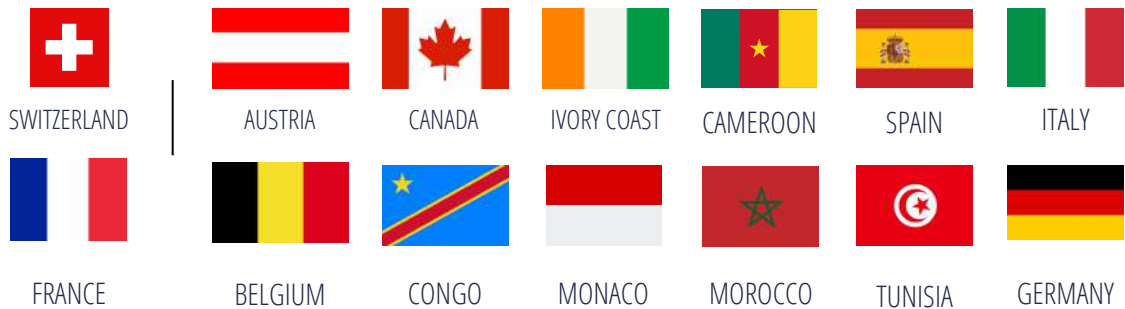 SWITZERLAND
AUSTRIA
CANADA
IVORY COAST
CAMEROON
SPAIN
ITALY
FRANCE
BELGIUM
CONGO
MONACO
MOROCCO
TUNISIA
GERMANY